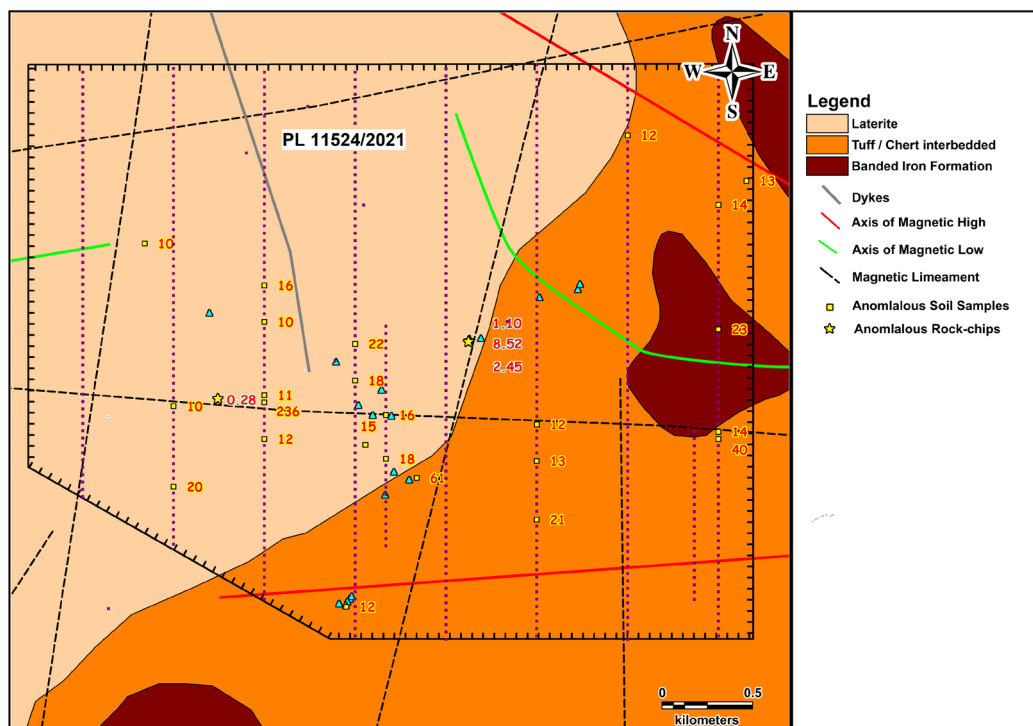 N
W E
S
PL 11524/2021
12
13
14
10
16
10
1.10
23
22
8.52
2.45
18
11
0.28
10
236
16
15
12
14
12
40
18
13
61
20
21
12
0 0.5
kilometers
Legend
Laterite
Tuff / Chert interbedded
Banded Iron Formation
Dykes
Axis of Magnetic High
Axis of Magnetic Low
Magnetic Limeament
Anomlalous Soil Samples
Anomlalous Rock-chips